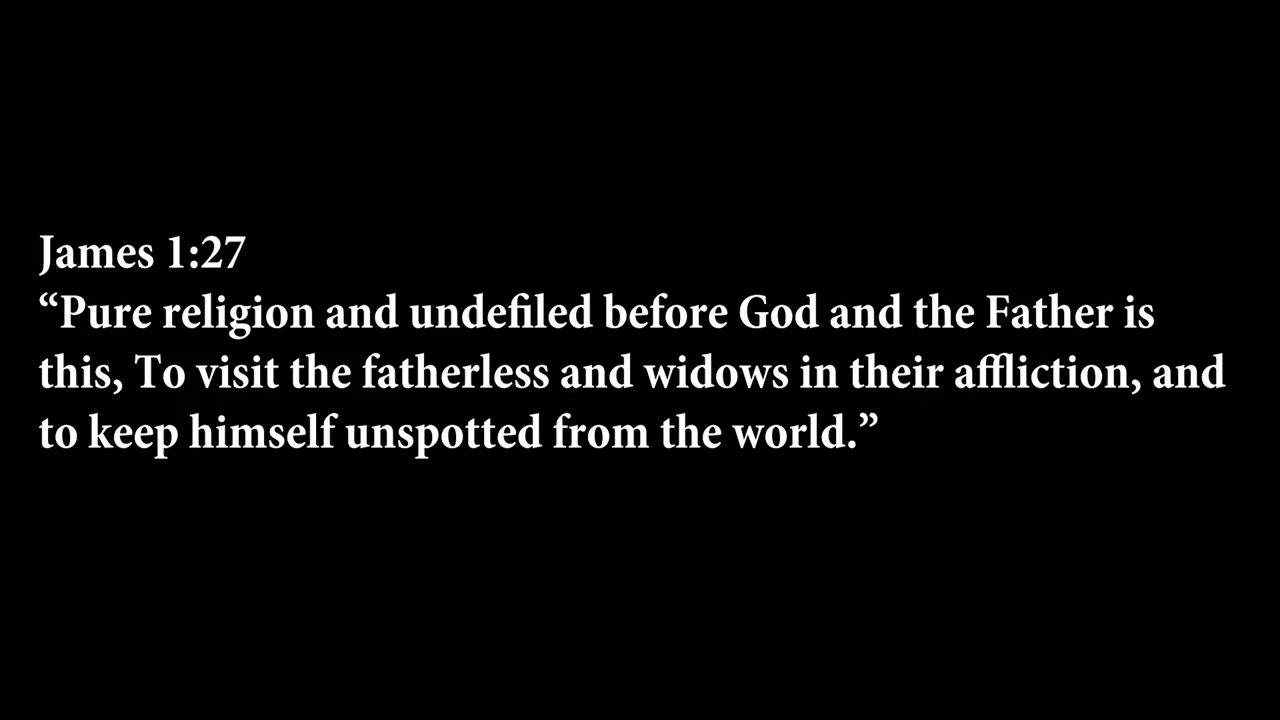 James 1:27
“Pure religion and undefiled before God and the Father is
this, To visit the fatherless and widows in their affliction, and
to keep himself unspotted from the world.”